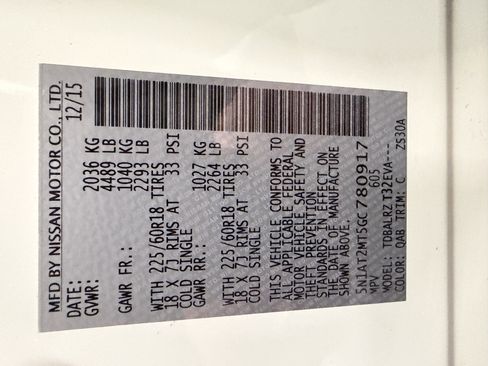 MFD BY NISSAN MOTOR CO., LTD.
DATE: 12/15
GVWR: 2036 KG
4489 LB
GAWR FR.: 1040 KG
2293 LB
WITH 225/60R18 TIRES
18 X 7J RIMS AT 33 PSI
COLD SINGLE
GAWR RR.: 1027 KG
2264 LB
WITH 225/60R18 TIRES
18 X 7J RIMS AT 33 PSI
COLD SINGLE
THIS VEHICLE CONFORMS TO
ALL APPLICABLE FEDERAL
MOTOR VEHICLE SAFETY AND
THEFT PREVENTION
STANDARDS IN EFFECT ON
THE DATE OF MANUFACTURE
SHOWN ABOVE.
5N1AT2MT5GC780917
MPV 605
MODEL: TOBALRZ T32EVA---
COLOR: QAB TRIM: C ZS30A